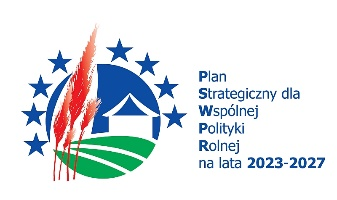 Plan
Strategiczny dla
Wspólnej
Polityki
Rolnej
na lata 2023-2027